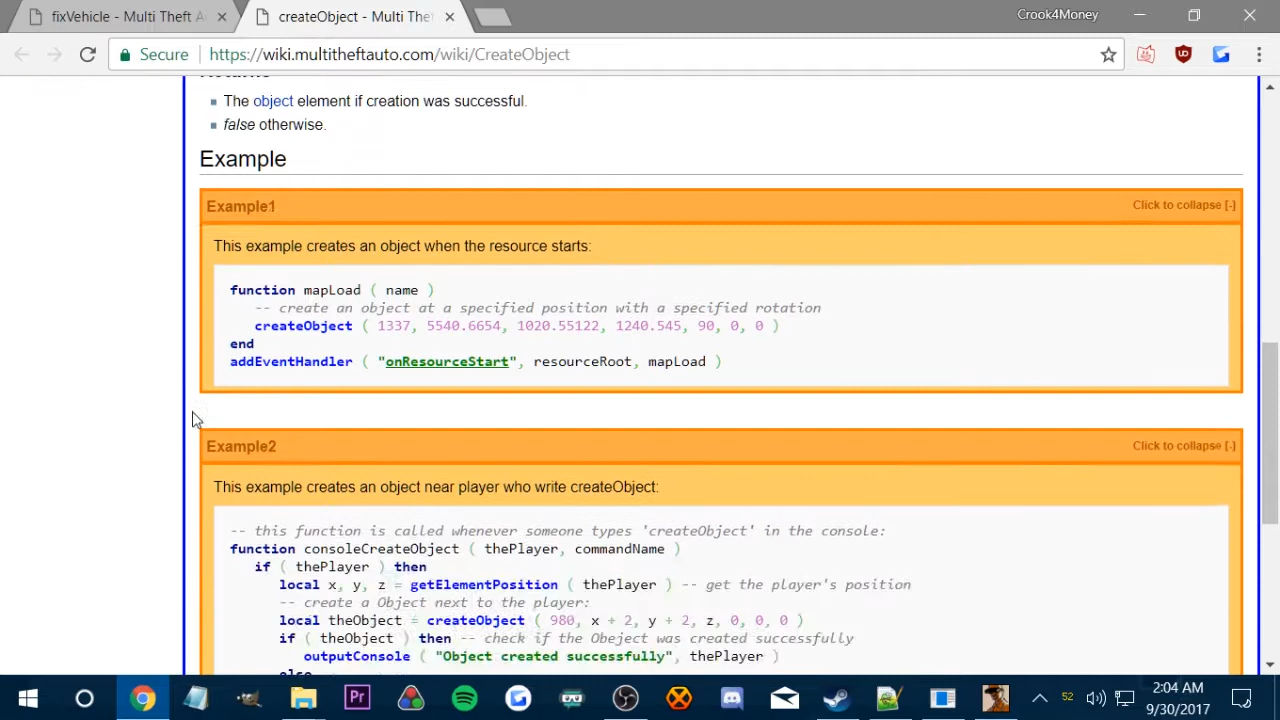 fixVehicle - Multi Theft A
createObject - Multi Thef
Crook4Money
Secure
https://wiki.multitheftauto.com/wiki/CreateObject
Returns
The object element if creation was successful.
false otherwise.
Example
Example1
Click to collapse [-]
This example creates an object when the resource starts:
function mapLoad ( name )
-- create an object at a specified position with a specified rotation
createObject ( 1337, 5540.6654, 1020.55122, 1240.545, 90, 0, 0 )
end
addEventHandler ( "onResourceStart", resourceRoot, mapLoad )
Example2
Click to collapse [-]
This example creates an object near player who write createObject:
-- this function is called whenever someone types 'createObject' in the console:
function consoleCreateObject ( thePlayer, commandName )
if ( thePlayer ) then
local x, y, z = getElementPosition ( thePlayer ) -- get the player's position
-- create a Object next to the player:
local theObject = createObject ( 980, x + 2, y + 2, z, 0, 0, 0 )
if ( theObject ) then -- check if the Obeject was created successfully
outputConsole ( "Object created successfully", thePlayer )
else
Pr
52
2:04 AM
9/30/2017